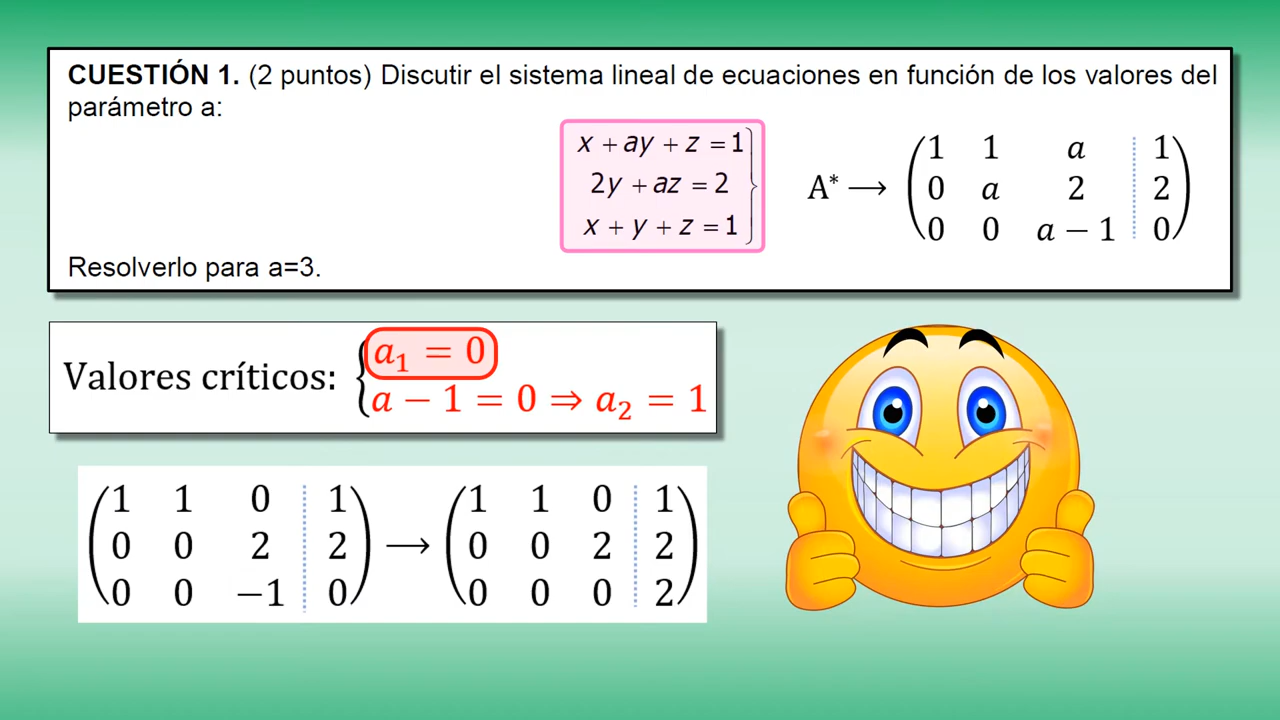 CUESTIÓN 1. (2 puntos) Discutir el sistema lineal de ecuaciones en función de los valores del
parámetro a:
x + ay + z = 1
2y + az = 2
x + y + z = 1
A* ⟶
1 1 a 1
0 a 2 2
0 0 a − 1 0
Resolverlo para a=3.
Valores críticos:
a₁ = 0
a − 1 = 0 ⇒ a₂ = 1
1 1 0 1
0 0 2 2
0 0 −1 0
⟶
1 1 0 1
0 0 2 2
0 0 0 2